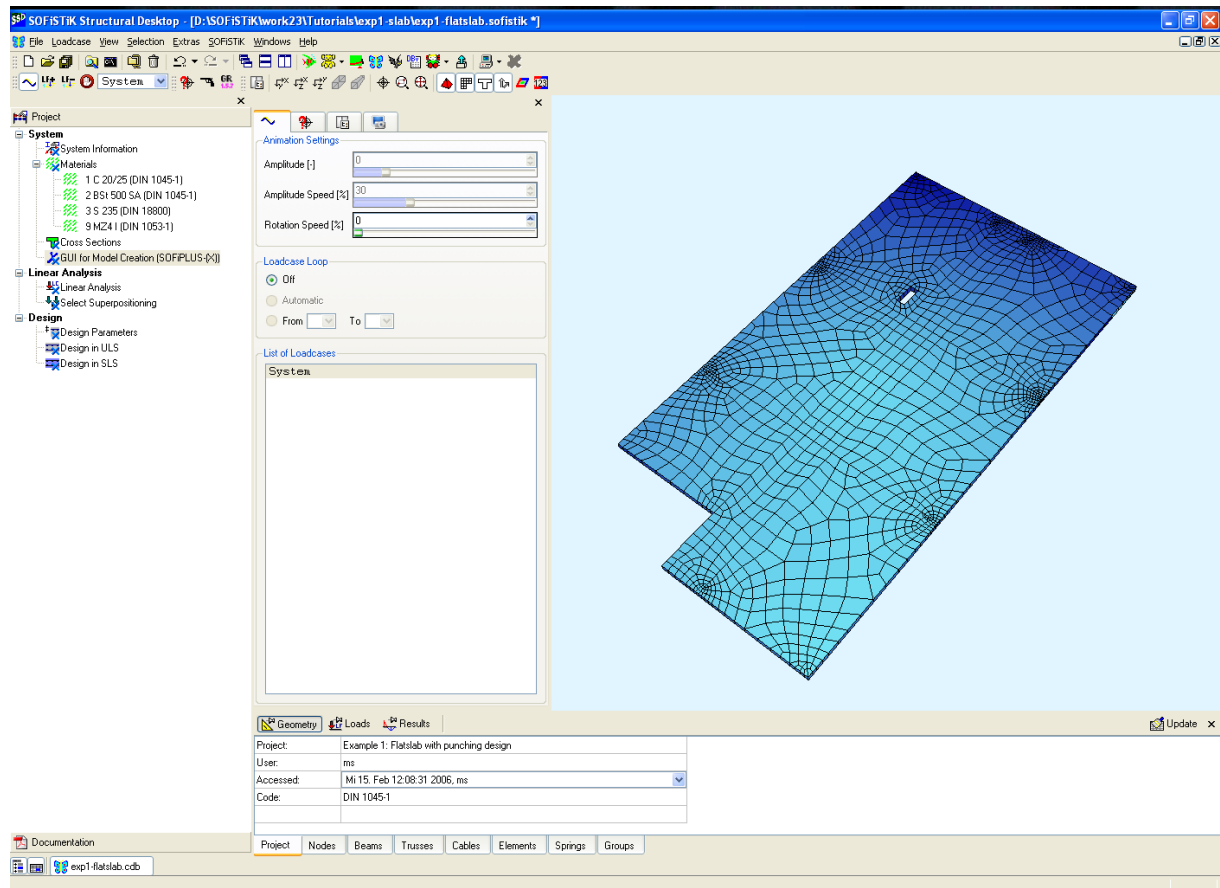 SOFiSTiK Structural Desktop - [D:\SOFiSTiK\work23\Tutorials\exp1-slab\exp1-flatslab.sofistik *]
File Loadcase View Selection Extras SOFiSTiK Windows Help
System
Project
System
System Information
Materials
1 C 20/25 (DIN 1045-1)
2 BSt 500 SA (DIN 1045-1)
3 S 235 (DIN 18800)
9 MZ4 I (DIN 1053-1)
Cross Sections
GUI for Model Creation (SOFiPLUS-(X))
Linear Analysis
Linear Analysis
Select Superpositioning
Design
Design Parameters
Design in ULS
Design in SLS
Documentation
Animation Settings
Amplitude [-] 0
Amplitude Speed [%] 30
Rotation Speed [%] 0
Loadcase Loop
Off
Automatic
From To
List of Loadcases
System
Geometry Loads Results Update
Project: Example 1: Flatslab with punching design
User: ms
Accessed: Mi 15. Feb 12:08:31 2006, ms
Code: DIN 1045-1
Project Nodes Beams Trusses Cables Elements Springs Groups
exp1-flatslab.cdb